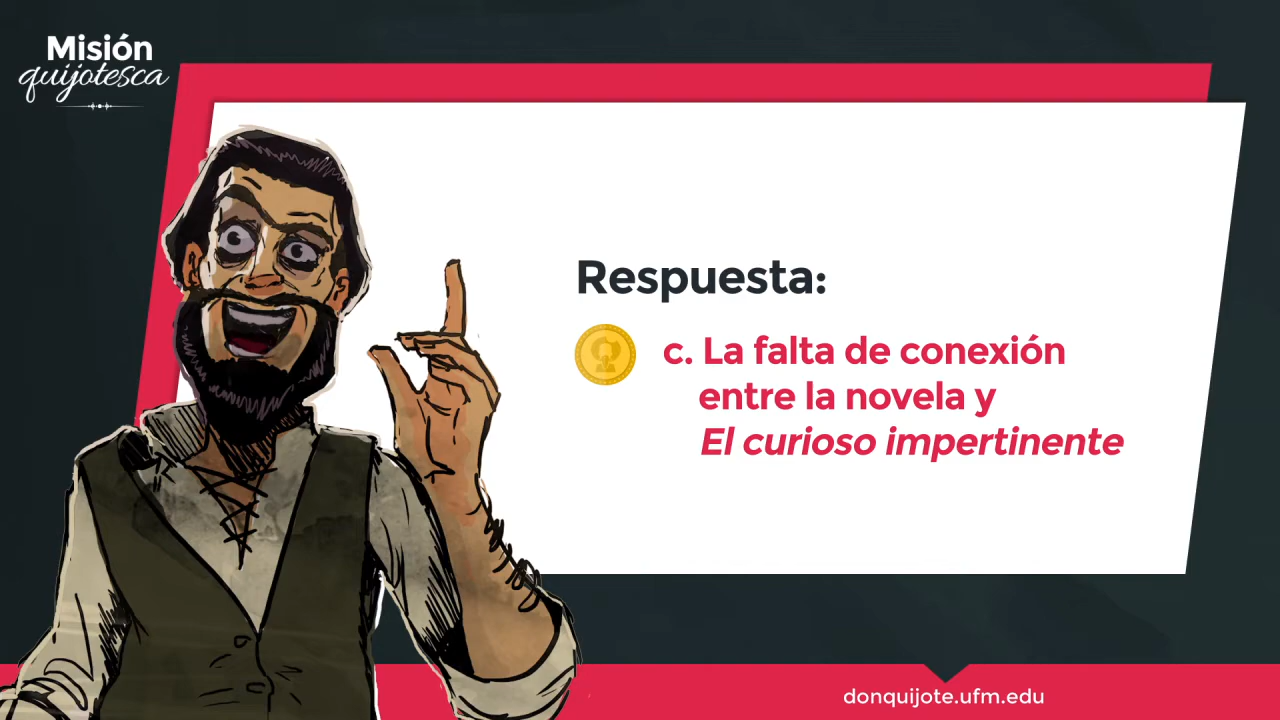 Misión
quijotesca
Respuesta:
c. La falta de conexión
entre la novela y
El curioso impertinente
donquijote.ufm.edu